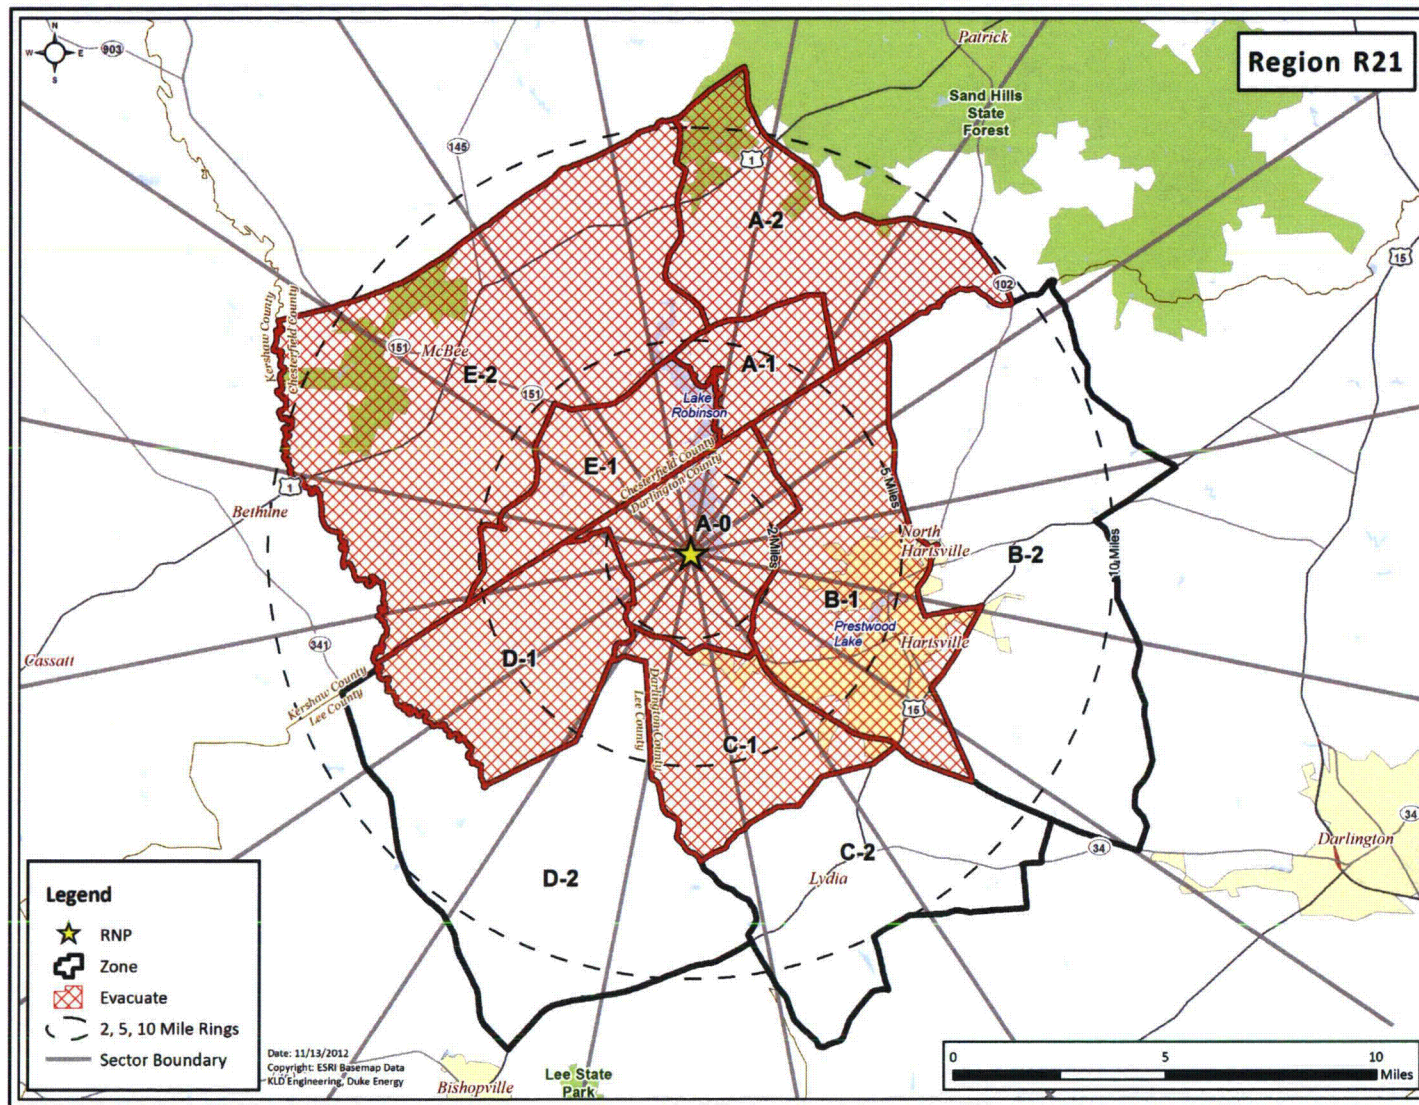 N
W E
S
903
Patrick
Region R21
Sand Hills
State
Forest
145
1
A-2
15
102
Kershaw County
Chesterfield County
151
McBee
E-2
151
A-1
Lake
Robinson
E-1
Chesterfield County
Darlington County
5 Miles
1
Bethune
A-0
2 Miles
North
Hartsville
B-2
10 Miles
B-1
Prestwood
Lake
Hartsville
341
Cassatt
D-1
Kershaw County
Lee County
Darlington County
Lee County
15
C-1
34
Darlington
34
C-2
D-2
Lydia
Legend
RNP
Zone
Evacuate
2, 5, 10 Mile Rings
Sector Boundary
Date: 11/13/2012
Copyright: ESRI Basemap Data
KLD Engineering, Duke Energy
Bishopville
Lee State
Park
0 5 10
Miles